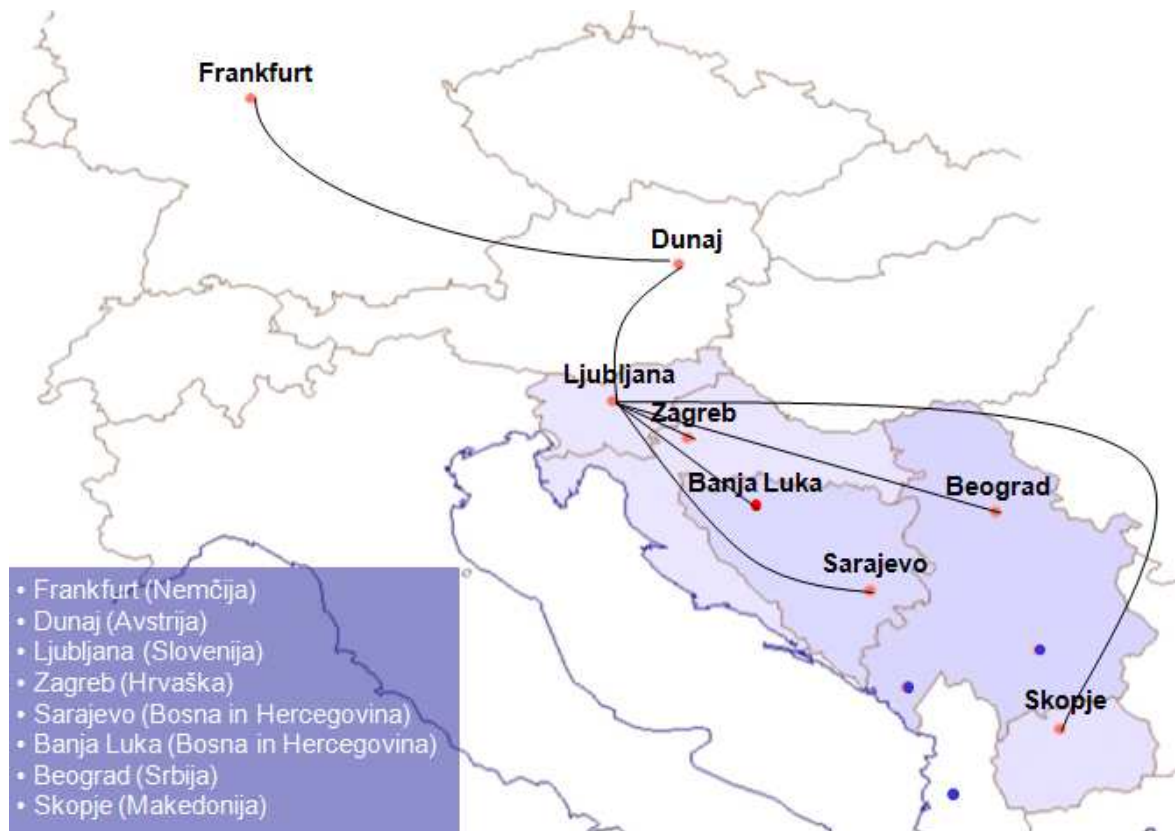 Frankfurt
Dunaj
Ljubljana
Zagreb
Banja Luka
Beograd
Sarajevo
Skopje
• Frankfurt (Nemčija)
• Dunaj (Avstrija)
• Ljubljana (Slovenija)
• Zagreb (Hrvaška)
• Sarajevo (Bosna in Hercegovina)
• Banja Luka (Bosna in Hercegovina)
• Beograd (Srbija)
• Skopje (Makedonija)